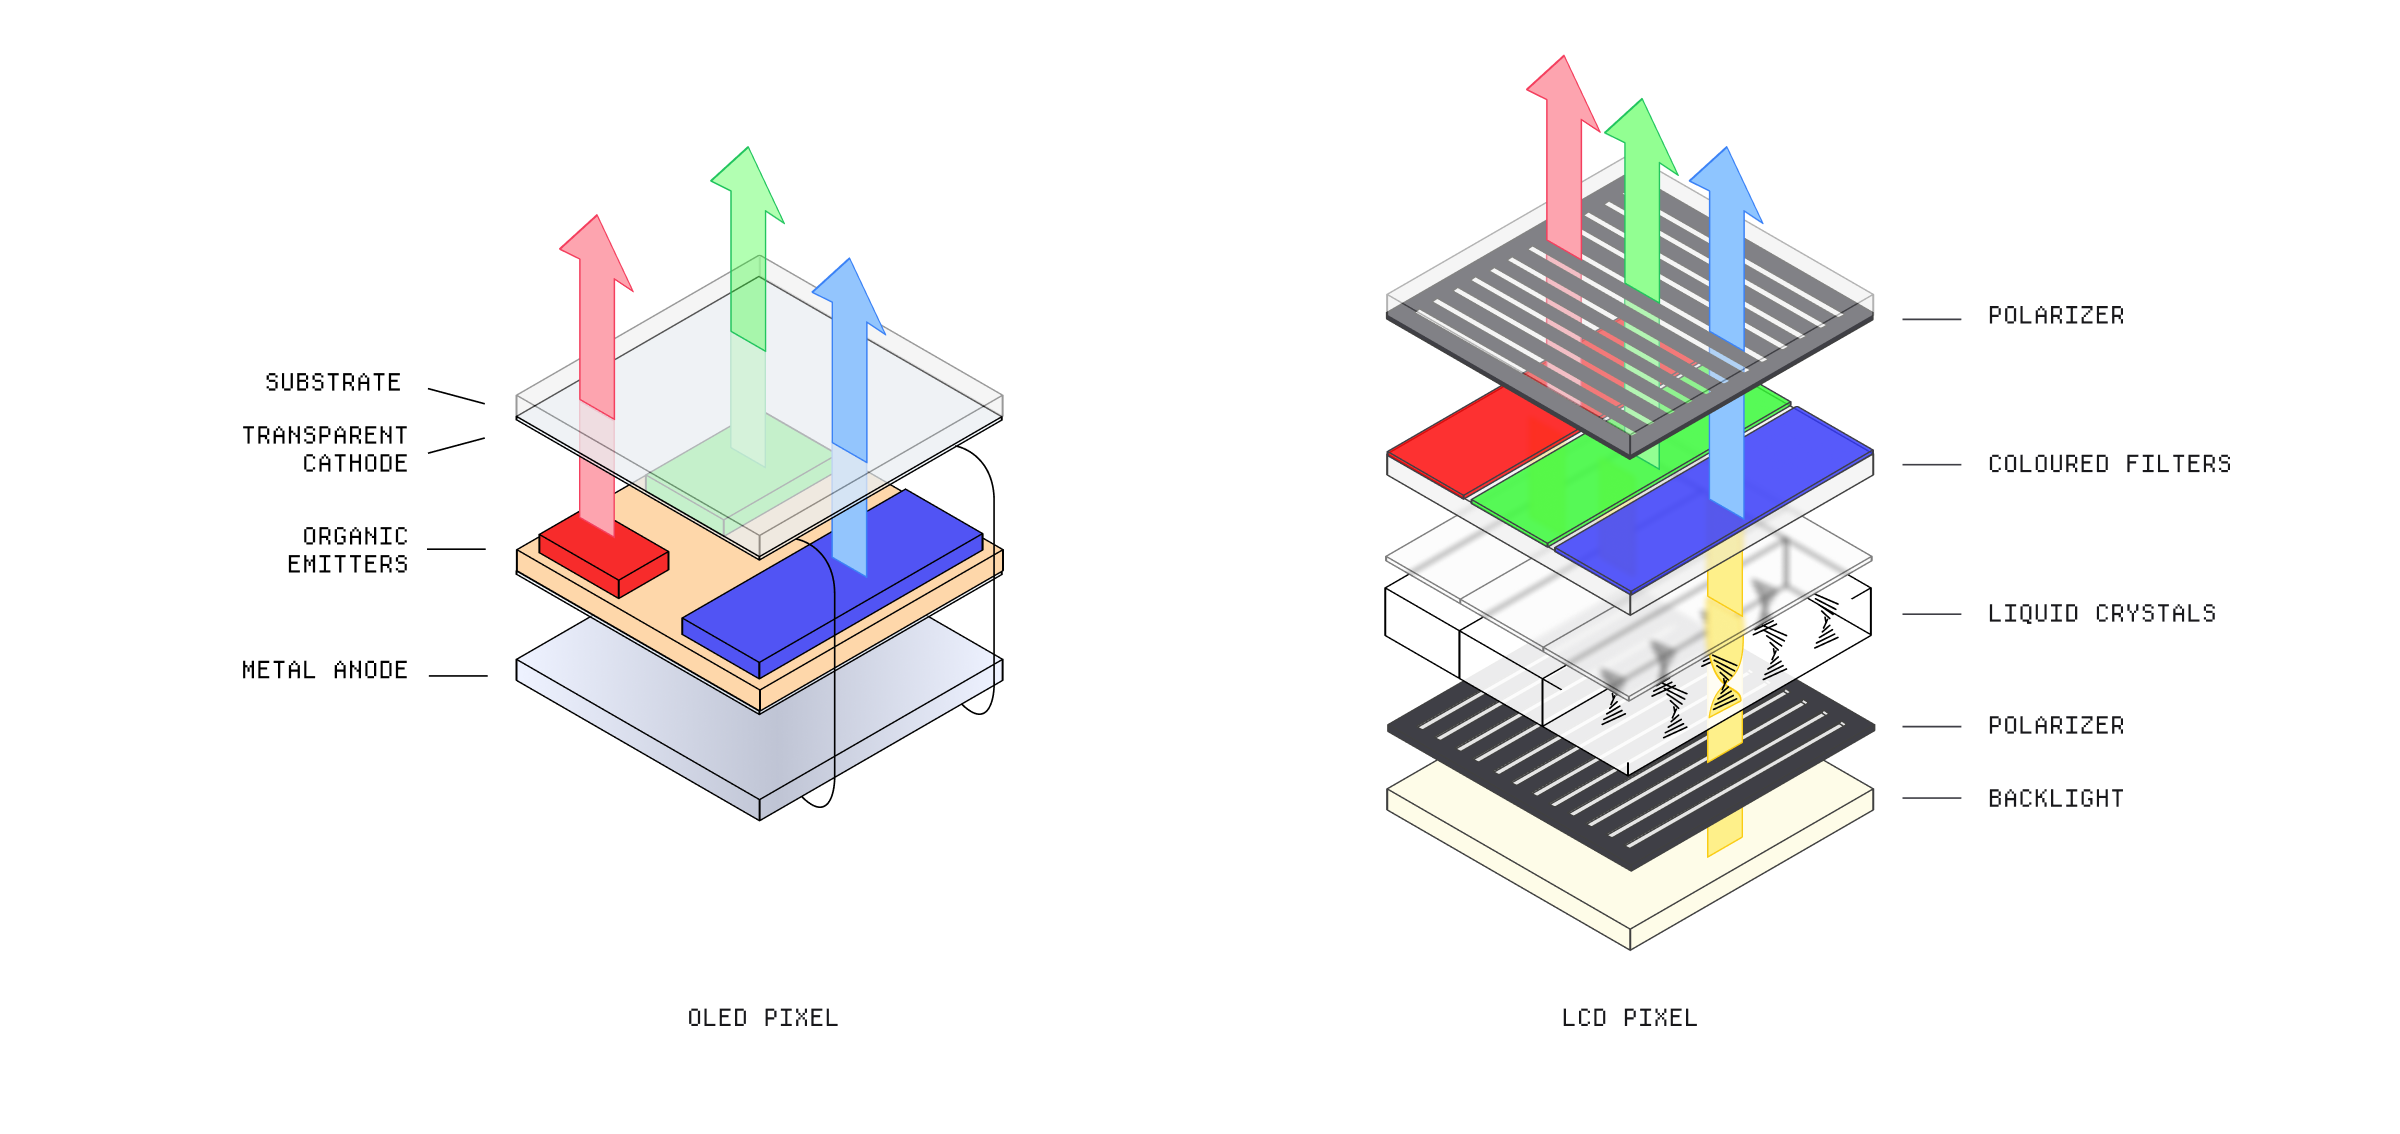 SUBSTRATE
TRANSPARENT
CATHODE
ORGANIC
EMITTERS
METAL ANODE
OLED PIXEL
POLARIZER
COLOURED FILTERS
LIQUID CRYSTALS
POLARIZER
BACKLIGHT
LCD PIXEL